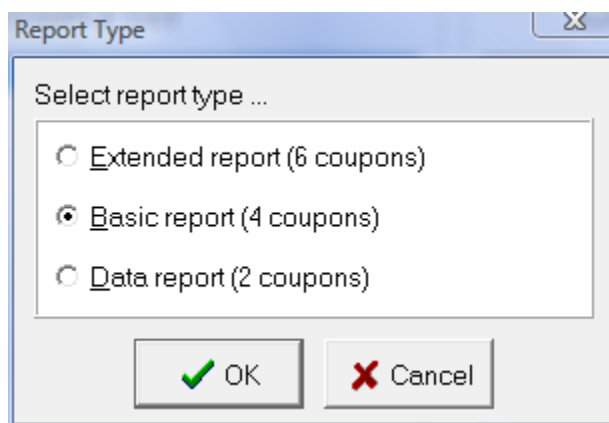 Report Type
Select report type ...
Extended report (6 coupons)
Basic report (4 coupons)
Data report (2 coupons)
OK
Cancel